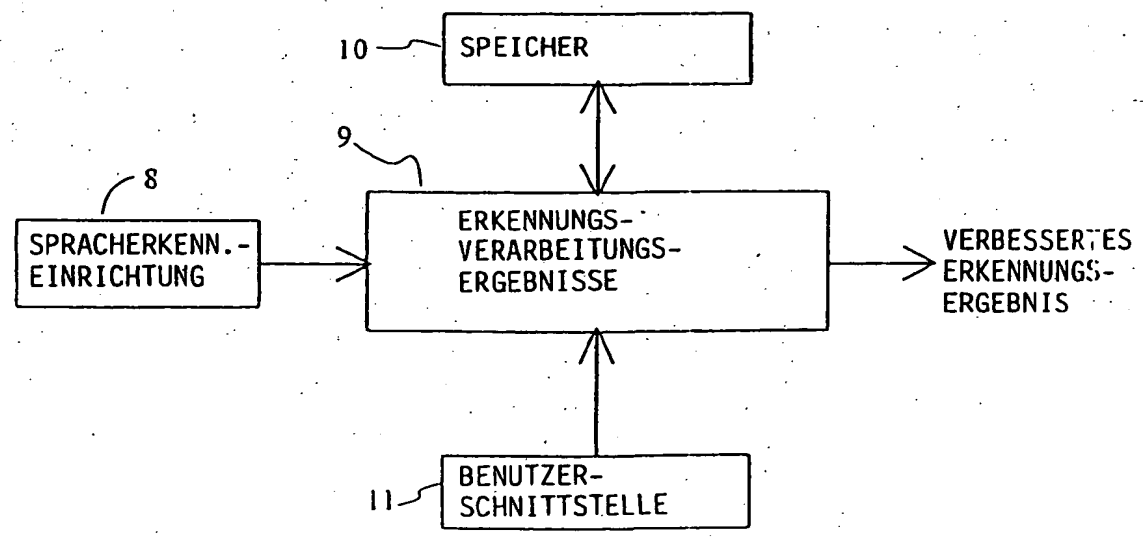 10
SPEICHER
9
8
ERKENNUNGS-
VERARBEITUNGS-
ERGEBNISSE
SPRACHERKENN.-
EINRICHTUNG
VERBESSERTES
ERKENNUNGS-
ERGEBNIS
11
BENUTZER-
SCHNITTSTELLE